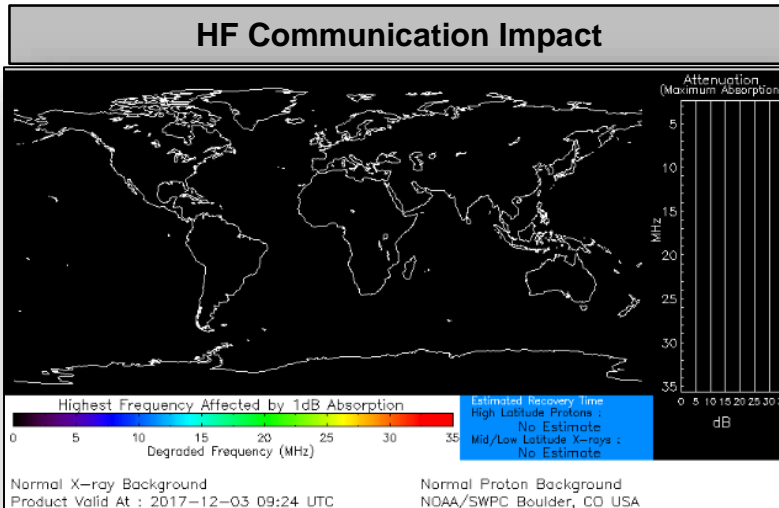 HF Communication Impact
Attenuation
(Maximum Absorption
5
10
15
20
25
30
35
MHz
0 5 10 15 20 25 30 3
dB
Highest Frequency Affected by 1dB Absorption
0 5 10 15 20 25 30 35
Degraded Frequency (MHz)
Estimated Recovery Time
High Latitude Protons :
No Estimate
Mid/Low Latitude X-rays :
No Estimate
Normal X-ray Background
Product Valid At : 2017-12-03 09:24 UTC
Normal Proton Background
NOAA/SWPC Boulder, CO USA